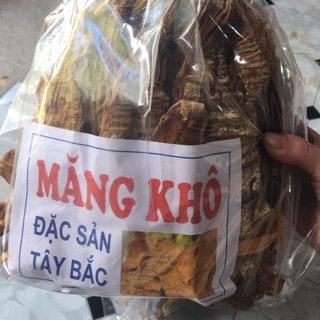 MĂNG KHÔ
ĐẶC SẢN
TÂY BẮC